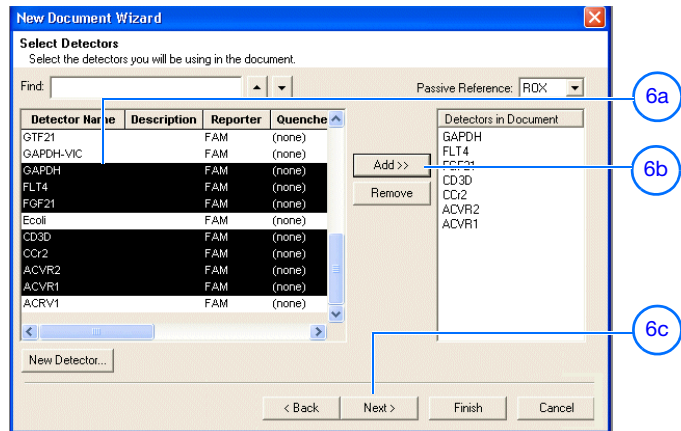 New Document Wizard
Select Detectors
Select the detectors you will be using in the document.
Find:
Passive Reference: ROX
6a
Detector Name Description Reporter Quenche
GTF21 FAM (none)
GAPDH-VIC FAM (none)
GAPDH FAM (none)
FLT4 FAM (none)
FGF21 FAM (none)
Ecoli FAM (none)
CD3D FAM (none)
CCr2 FAM (none)
ACVR2 FAM (none)
ACVR1 FAM (none)
ACRV1 FAM (none)
Add >>
Remove
6b
Detectors in Document
GAPDH
FLT4
FGF21
CD3D
CCr2
ACVR2
ACVR1
6c
New Detector...
< Back Next > Finish Cancel